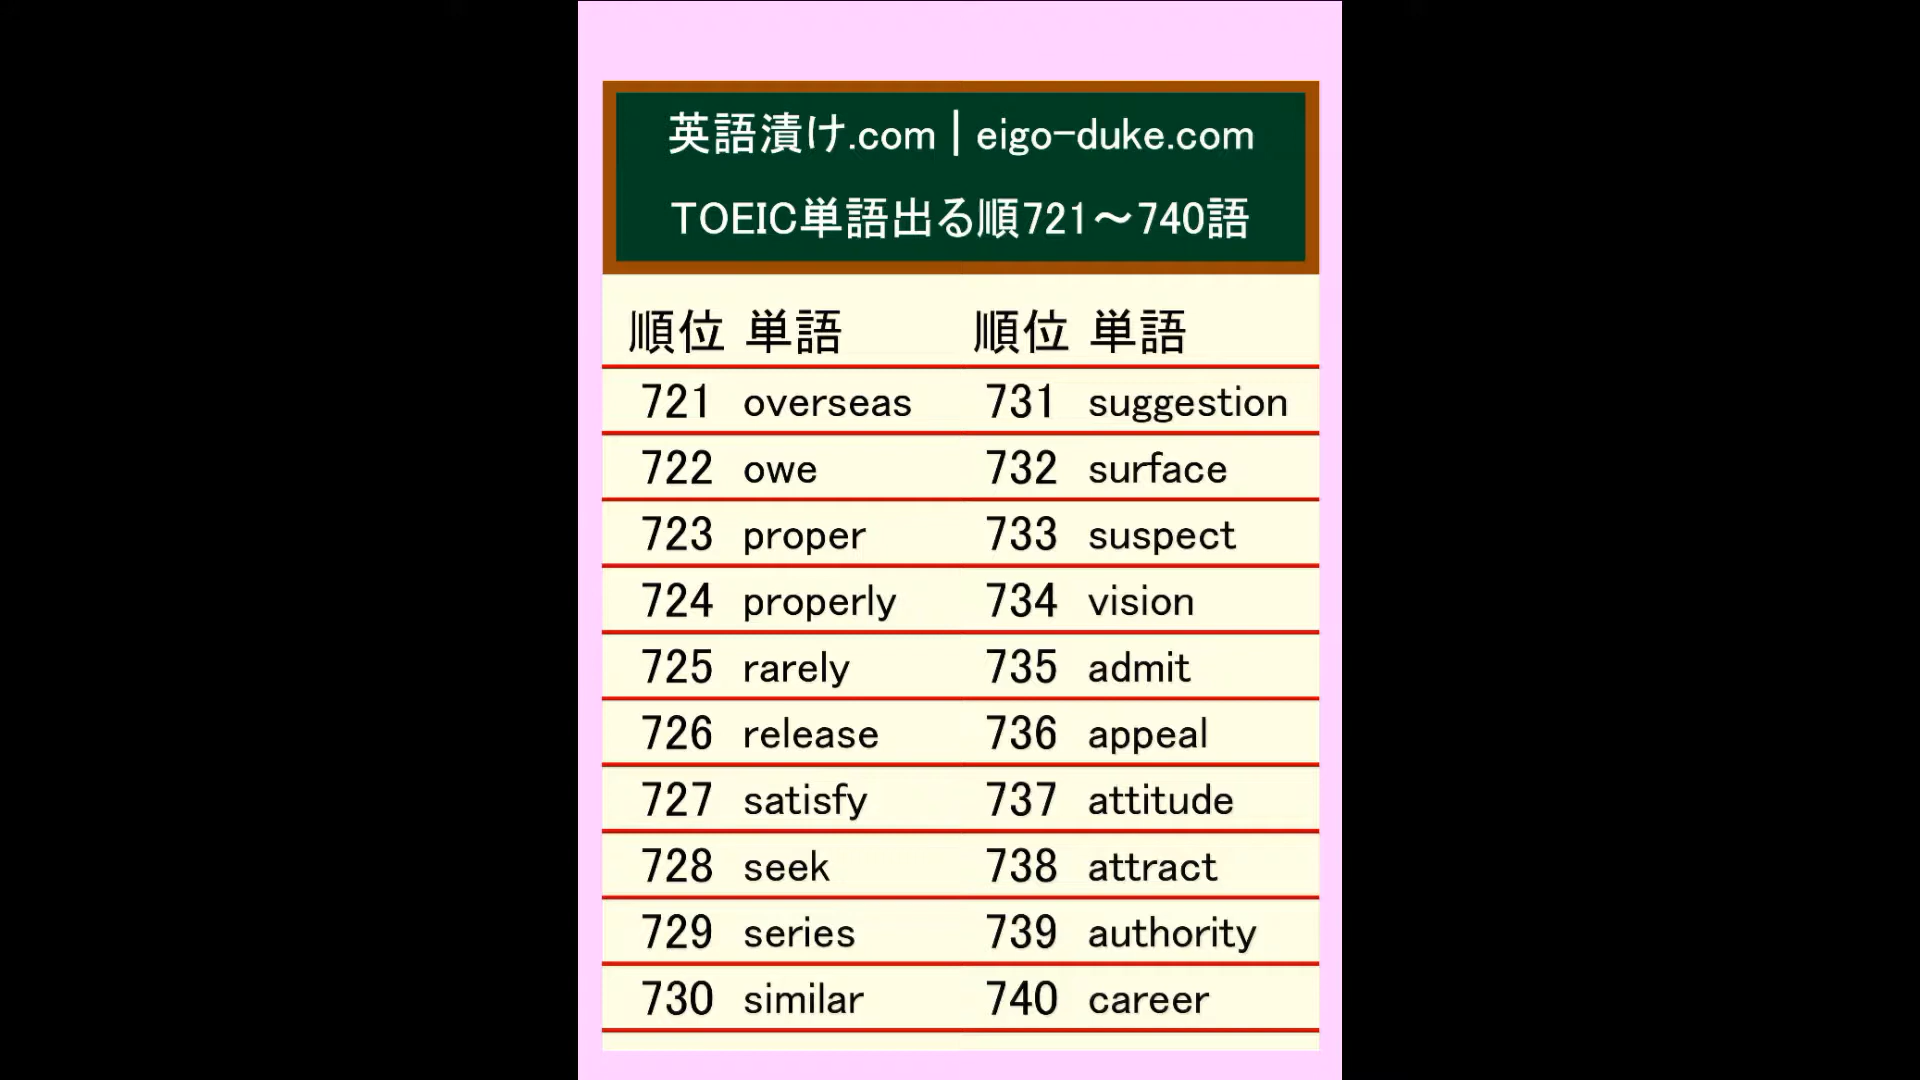 英語漬け.com | eigo-duke.com
TOEIC単語出る順721～740語
順位 単語 順位 単語
721 overseas 731 suggestion
722 owe 732 surface
723 proper 733 suspect
724 properly 734 vision
725 rarely 735 admit
726 release 736 appeal
727 satisfy 737 attitude
728 seek 738 attract
729 series 739 authority
730 similar 740 career